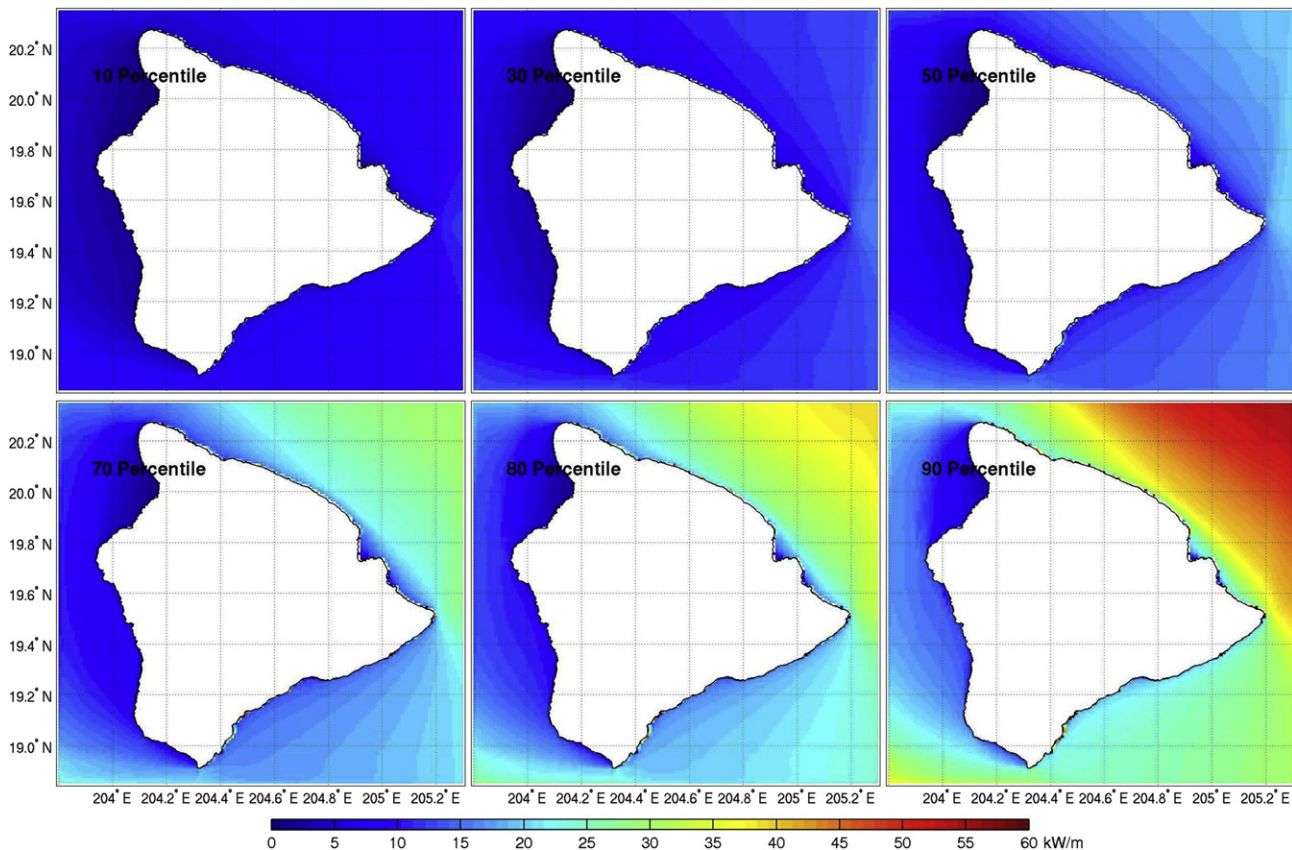 10 Percentile
30 Percentile
50 Percentile
20.2° N
20.0° N
19.8° N
19.6° N
19.4° N
19.2° N
19.0° N
70 Percentile
80 Percentile
90 Percentile
20.2° N
20.0° N
19.8° N
19.6° N
19.4° N
19.2° N
19.0° N
204° E 204.2° E 204.4° E 204.6° E 204.8° E 205° E 205.2° E
204° E 204.2° E 204.4° E 204.6° E 204.8° E 205° E 205.2° E
204° E 204.2° E 204.4° E 204.6° E 204.8° E 205° E 205.2° E
0 5 10 15 20 25 30 35 40 45 50 55 60 kW/m